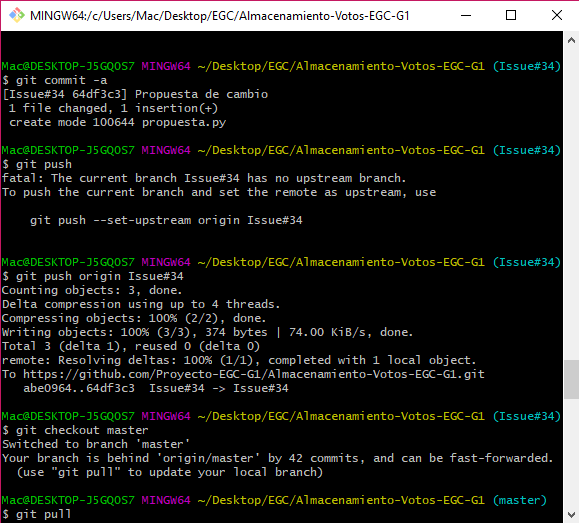 MINGW64:/c/Users/Mac/Desktop/EGC/Almacenamiento-Votos-EGC-G1
Mac@DESKTOP-J5GQOS7 MINGW64 ~/Desktop/EGC/Almacenamiento-Votos-EGC-G1 (Issue#34)
$ git commit -a
[Issue#34 64df3c3] Propuesta de cambio
 1 file changed, 1 insertion(+)
 create mode 100644 propuesta.py
Mac@DESKTOP-J5GQOS7 MINGW64 ~/Desktop/EGC/Almacenamiento-Votos-EGC-G1 (Issue#34)
$ git push
fatal: The current branch Issue#34 has no upstream branch.
To push the current branch and set the remote as upstream, use
    git push --set-upstream origin Issue#34
Mac@DESKTOP-J5GQOS7 MINGW64 ~/Desktop/EGC/Almacenamiento-Votos-EGC-G1 (Issue#34)
$ git push origin Issue#34
Counting objects: 3, done.
Delta compression using up to 4 threads.
Compressing objects: 100% (2/2), done.
Writing objects: 100% (3/3), 374 bytes | 74.00 KiB/s, done.
Total 3 (delta 1), reused 0 (delta 0)
remote: Resolving deltas: 100% (1/1), completed with 1 local object.
To https://github.com/Proyecto-EGC-G1/Almacenamiento-Votos-EGC-G1.git
   abe0964..64df3c3  Issue#34 -> Issue#34
Mac@DESKTOP-J5GQOS7 MINGW64 ~/Desktop/EGC/Almacenamiento-Votos-EGC-G1 (Issue#34)
$ git checkout master
Switched to branch 'master'
Your branch is behind 'origin/master' by 42 commits, and can be fast-forwarded.
  (use "git pull" to update your local branch)
Mac@DESKTOP-J5GQOS7 MINGW64 ~/Desktop/EGC/Almacenamiento-Votos-EGC-G1 (master)
$ git pull